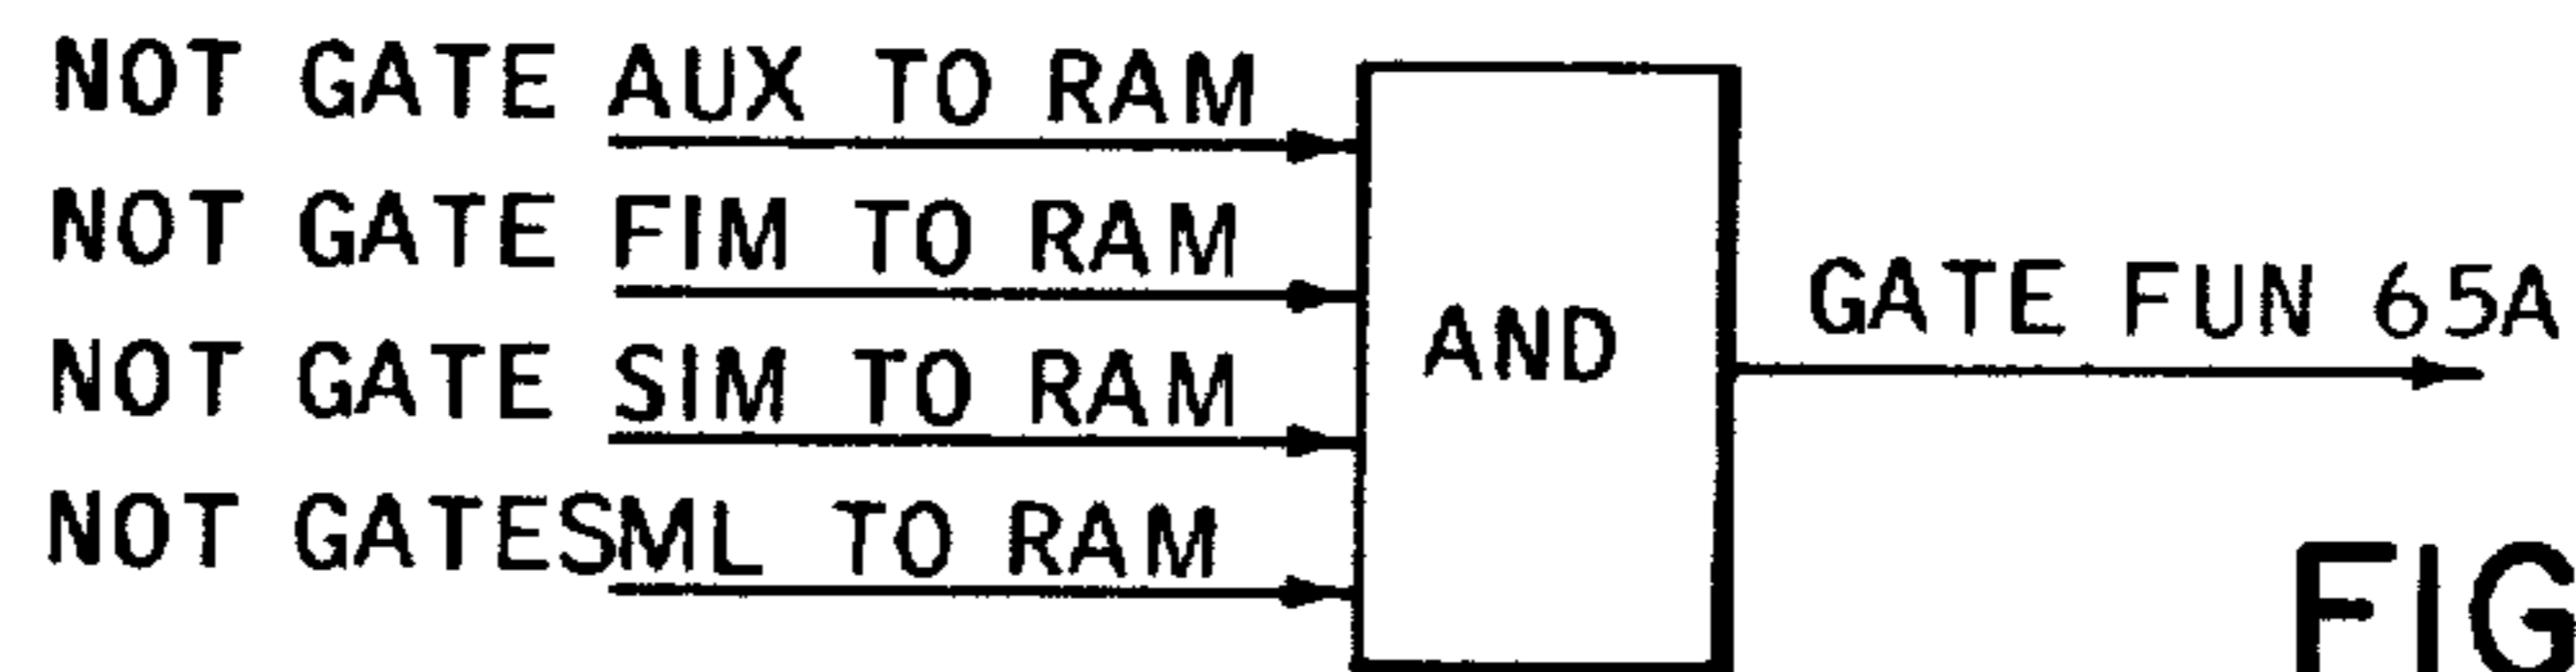 NOT GATE AUX TO RAM
NOT GATE FIM TO RAM
NOT GATE SIM TO RAM
NOT GATESML TO RAM
AND
GATE FUN 65A
FIG